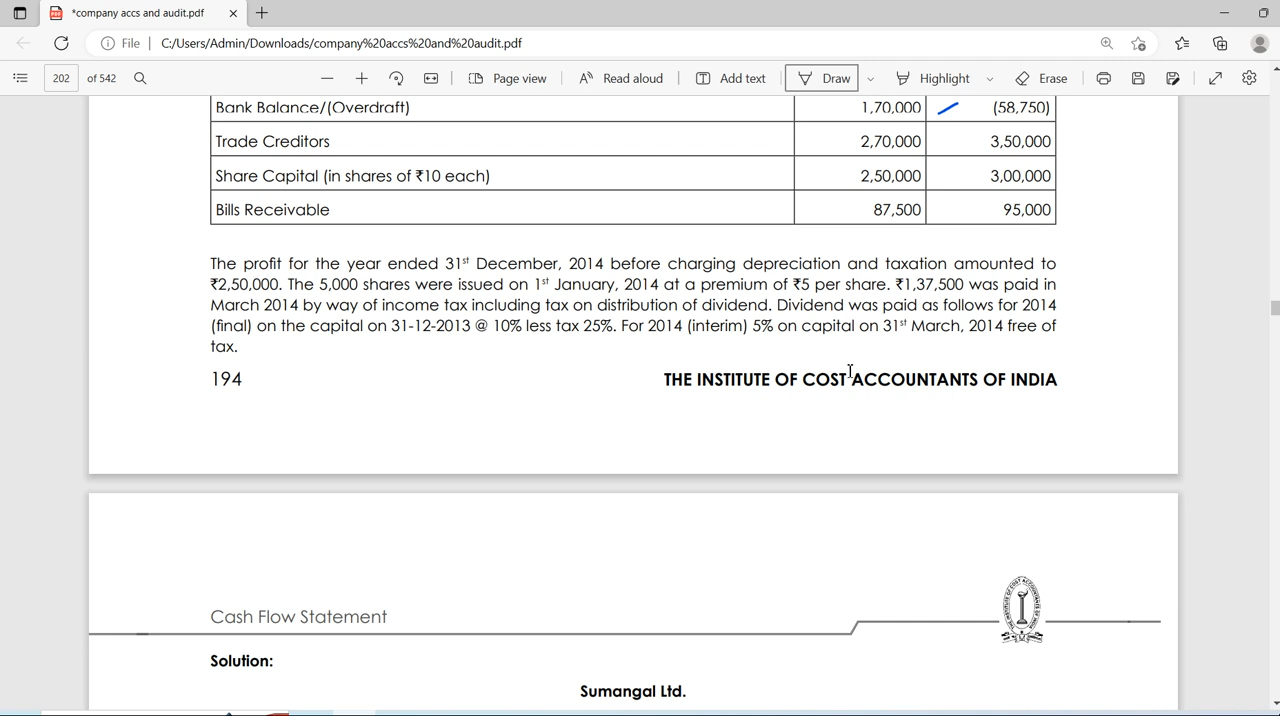 *company accs and audit.pdf
File C:/Users/Admin/Downloads/company%20accs%20and%20audit.pdf
202 of 542 Page view Read aloud Add text Draw Highlight Erase
Bank Balance/(Overdraft) 1,70,000 (58,750)
Trade Creditors 2,70,000 3,50,000
Share Capital (in shares of ₹10 each) 2,50,000 3,00,000
Bills Receivable 87,500 95,000
The profit for the year ended 31st December, 2014 before charging depreciation and taxation amounted to
₹2,50,000. The 5,000 shares were issued on 1st January, 2014 at a premium of ₹5 per share. ₹1,37,500 was paid in
March 2014 by way of income tax including tax on distribution of dividend. Dividend was paid as follows for 2014
(final) on the capital on 31-12-2013 @ 10% less tax 25%. For 2014 (interim) 5% on capital on 31st March, 2014 free of
tax.
194 THE INSTITUTE OF COST ACCOUNTANTS OF INDIA
Cash Flow Statement
Solution:
Sumangal Ltd.